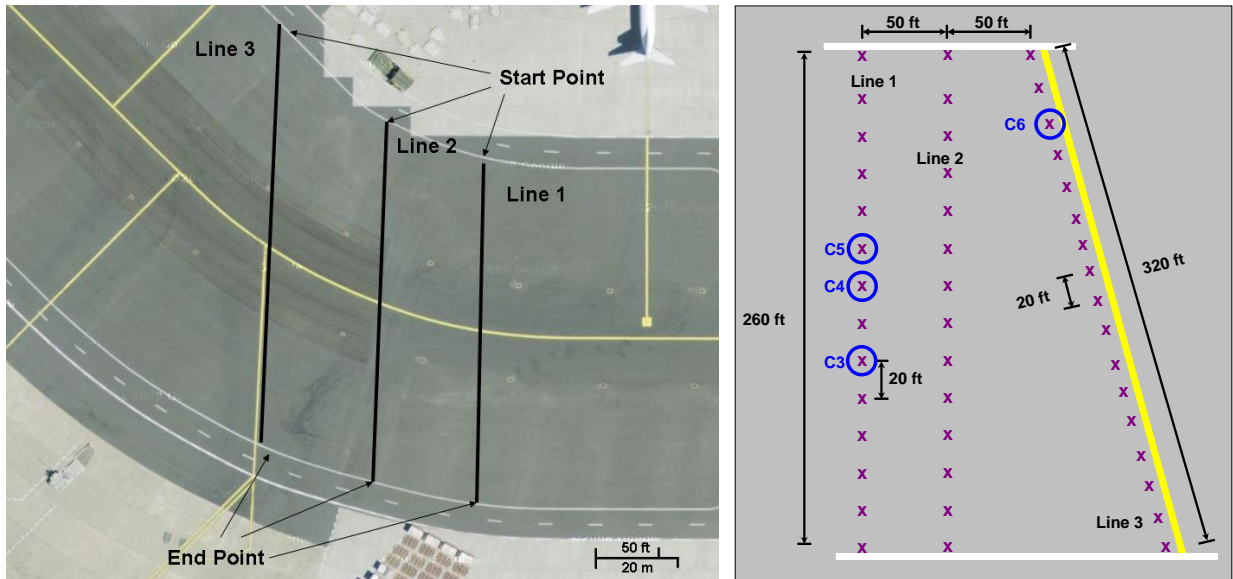 Line 3
Start Point
Line 2
Line 1
End Point
50 ft
20 m
50 ft
50 ft
Line 1
C6
Line 2
C5
C4
320 ft
20 ft
260 ft
C3
20 ft
Line 3
x x x
x x
x x
x x x
x x
x x x
x x
x
x x
x
x x x
x x
x x
x x x
x x
x x x
x
x x
x x
x x
x
x x
x
x x x